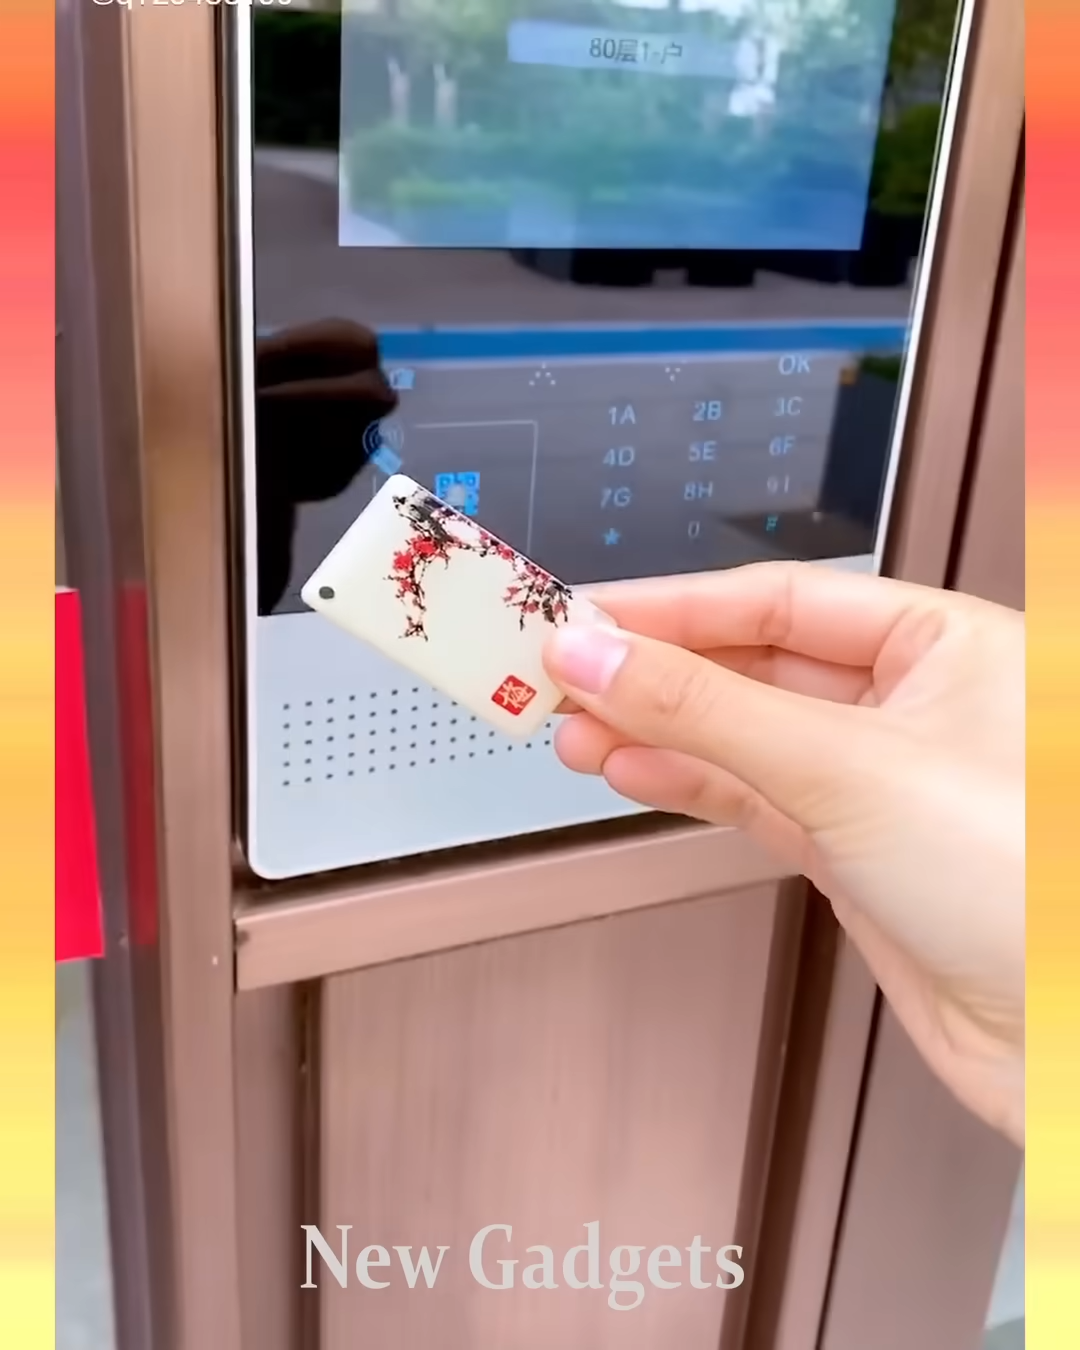 80层1-户
OK
1A 2B 3C
4D 5E 6F
7G 8H 9I
* 0 #
New Gadgets